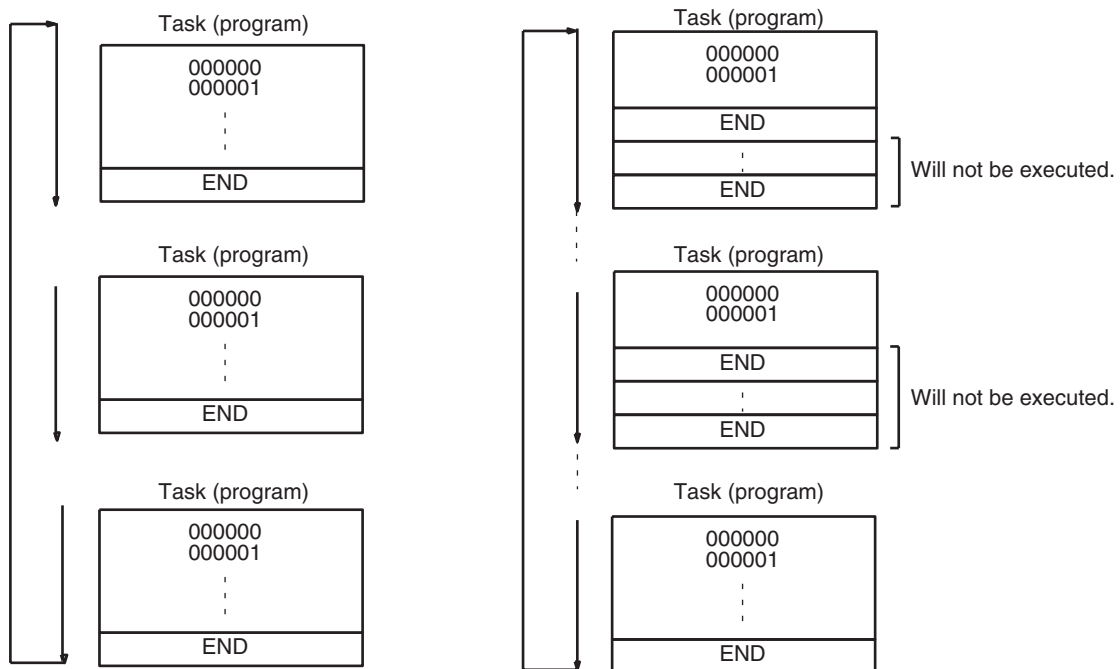 Task (program)
000000
000001
END
Task (program)
000000
000001
END
Task (program)
000000
000001
END
Task (program)
000000
000001
END
END
Will not be executed.
Task (program)
000000
000001
END
END
Will not be executed.
Task (program)
000000
000001
END